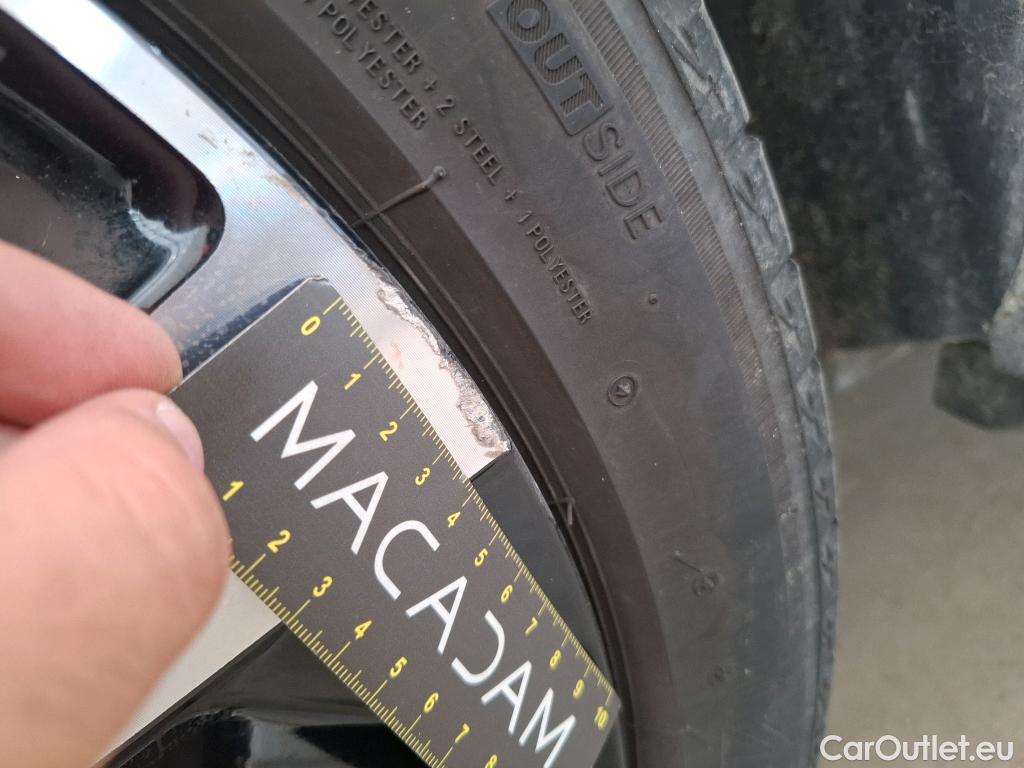 OUTSIDE
ESTER + 2 STEEL + 1 POLYESTER
POLYESTER
0 1 2 3 4 5 6 7 8 9 10
MACADAM
1 2 3 4 5 6 7 8
CarOutlet.eu